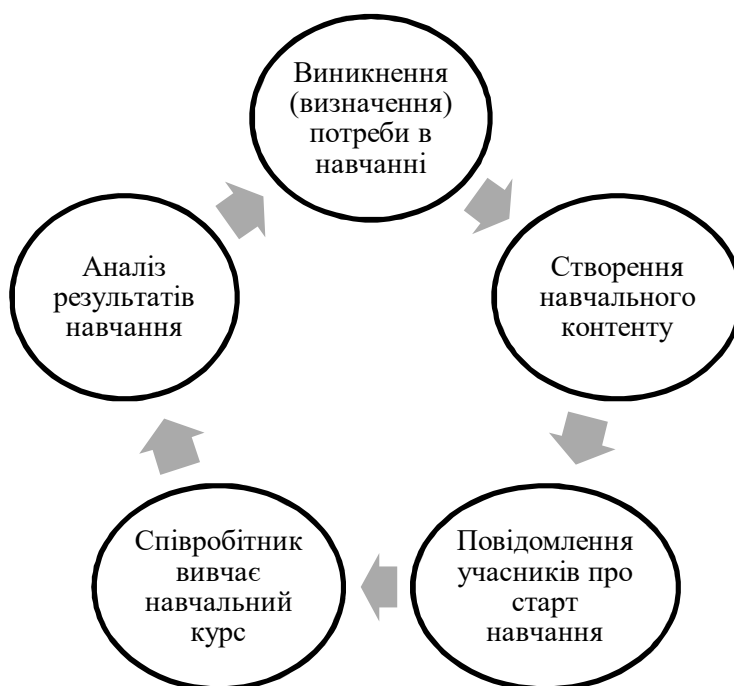 Виникнення
(визначення)
потреби в
навчанні
Створення
навчального
контенту
Повідомлення
учасників про
старт
навчання
Співробітник
вивчає
навчальний
курс
Аналіз
результатів
навчання